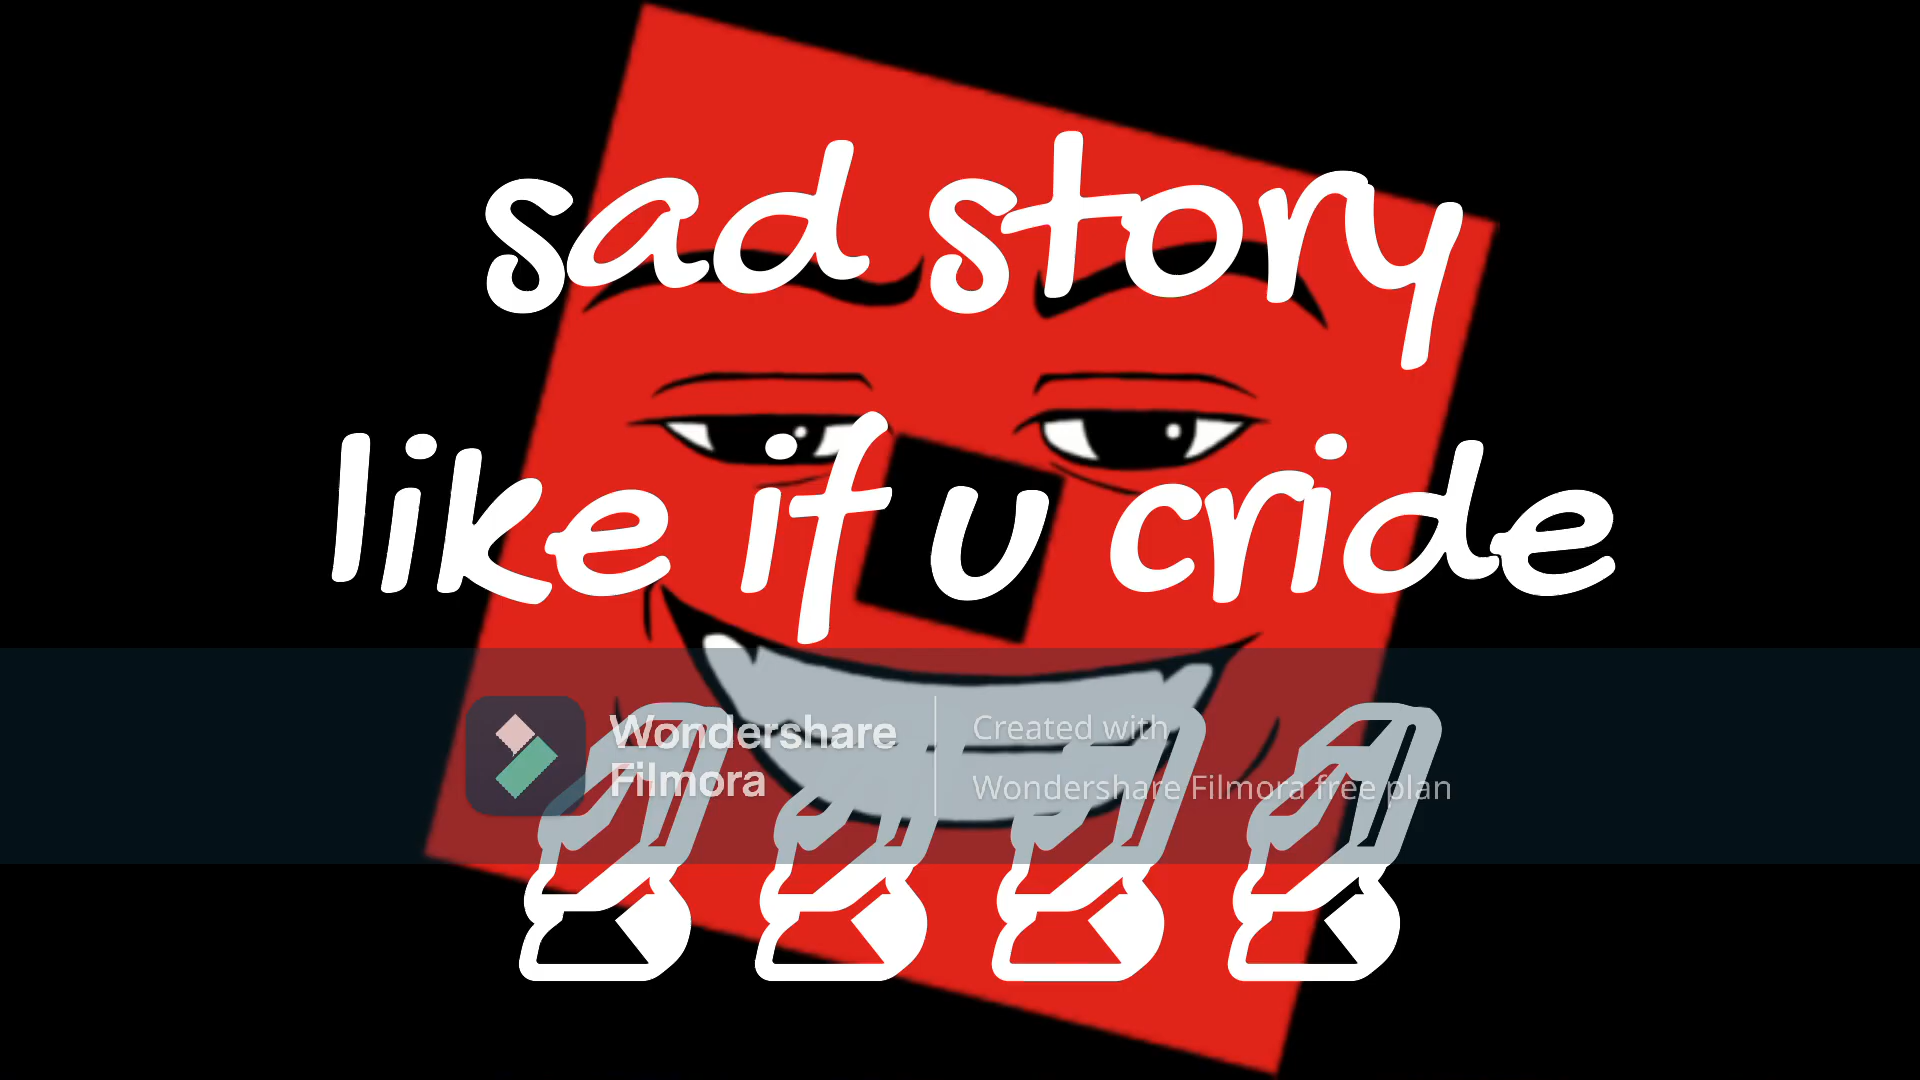 sad story
like if u cride
Wondershare
Filmora
Created with
Wondershare Filmora free plan